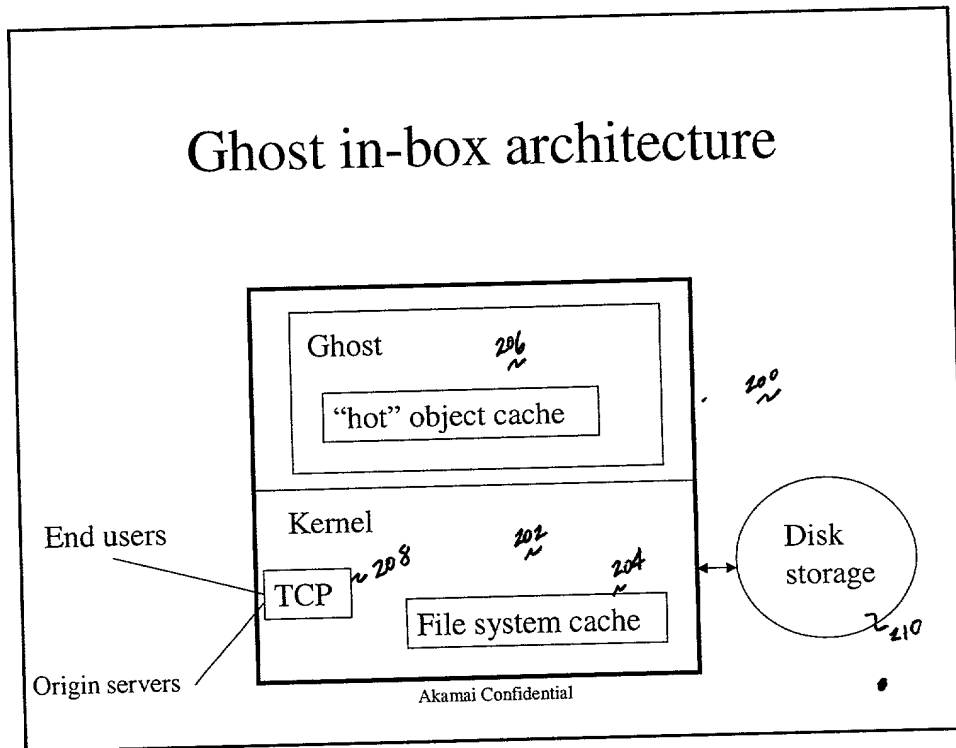 Ghost in-box architecture
Ghost
206
"hot" object cache
200
Kernel
End users
202
Disk
storage
208
204
TCP
File system cache
210
Origin servers
Akamai Confidential